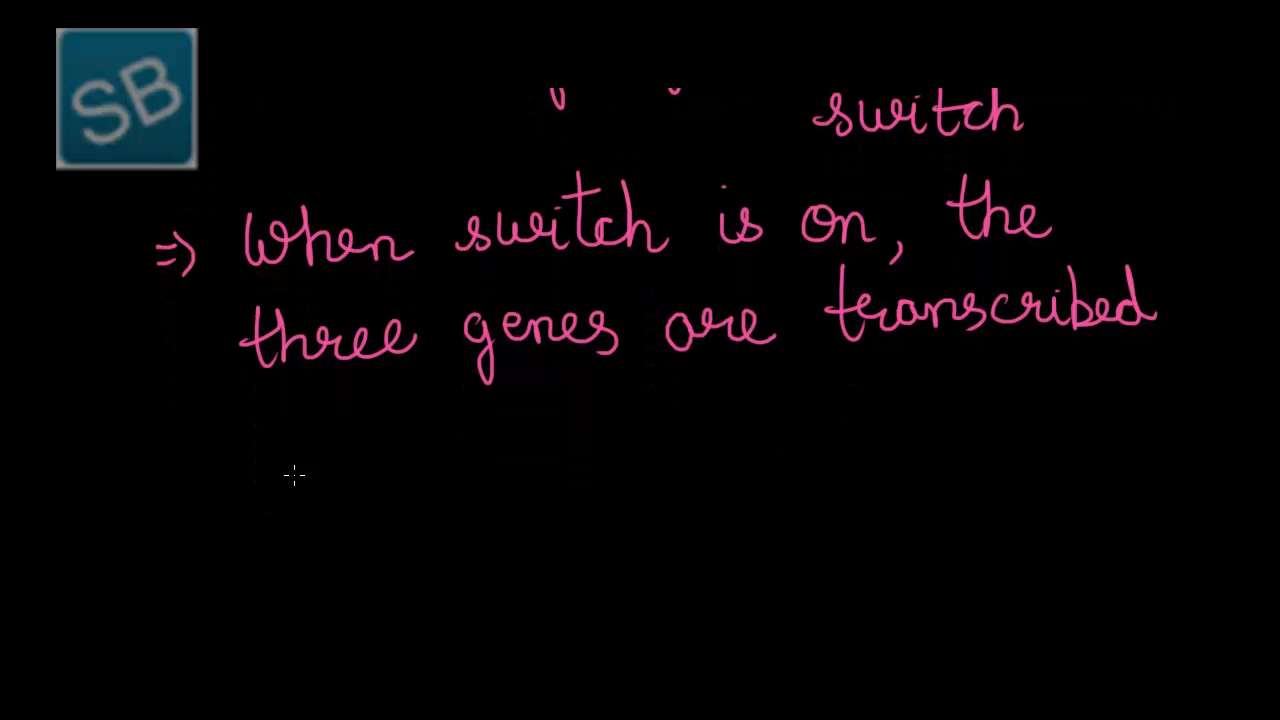 SB
switch
=> When switch is on, the
three genes are transcribed